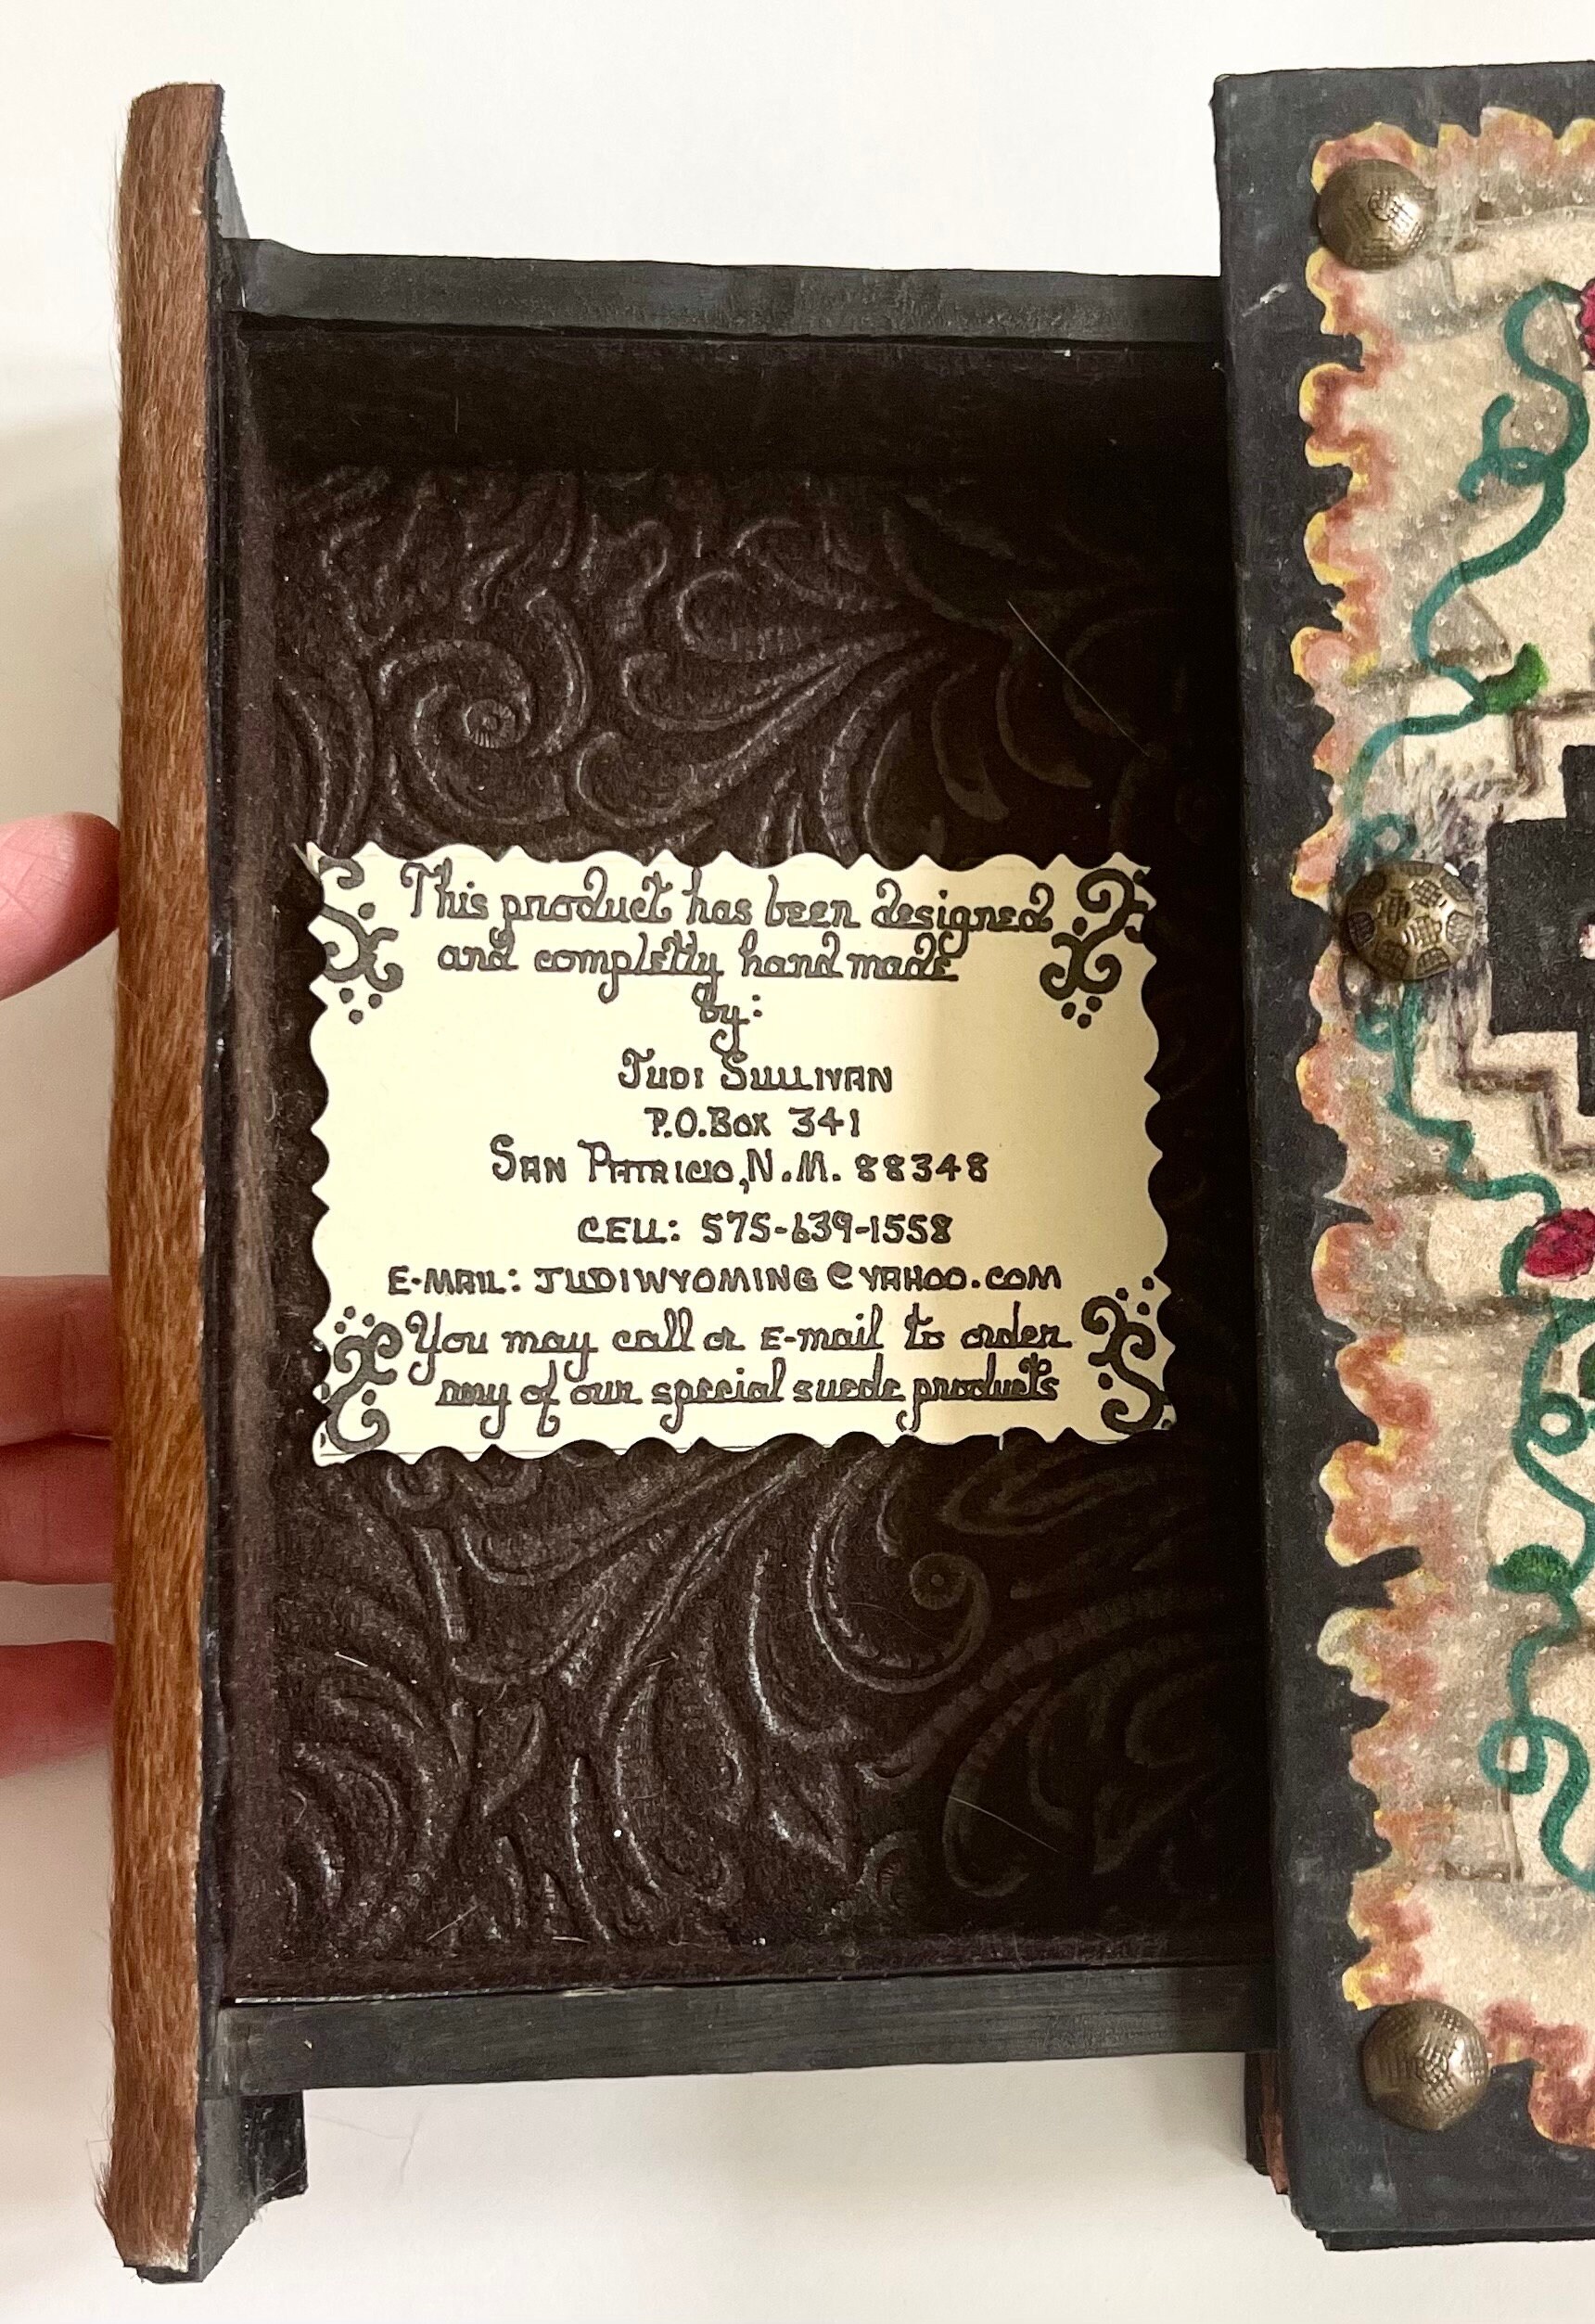 This product has been designed
and completly hand made
by:
JUDI SULLIVAN
P.O. Box 341
SAN PATRICIO, N.M. 88348
CELL: 575-639-1558
E-MAIL: JUDIWYOMING@YAHOO.COM
You may call or E-mail to order
any of our special suede products